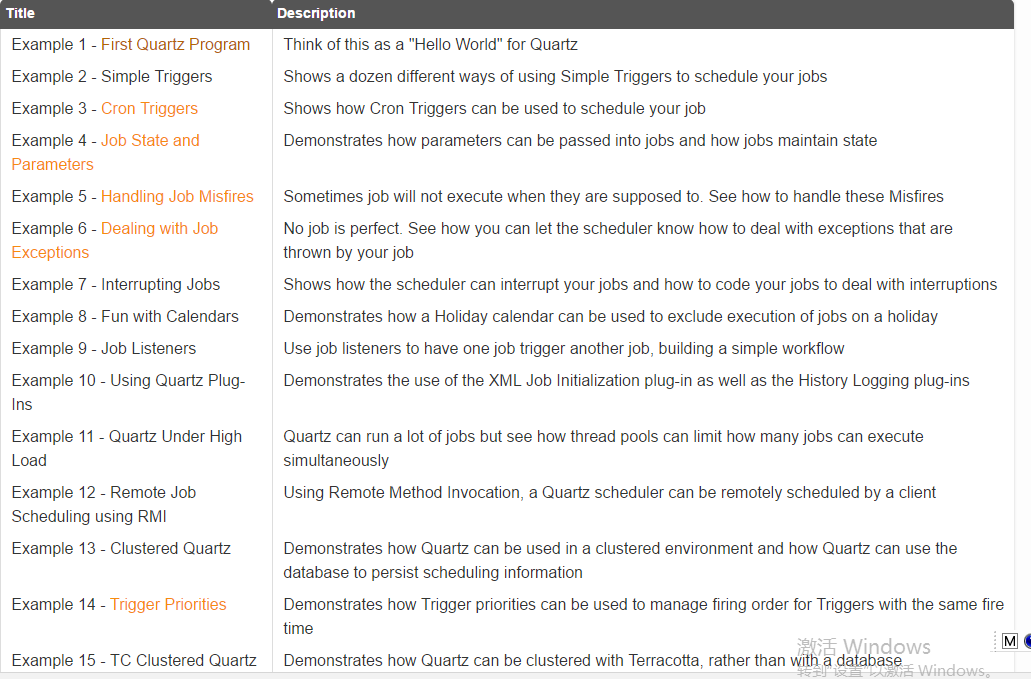 Title Description
Example 1 - First Quartz Program Think of this as a "Hello World" for Quartz
Example 2 - Simple Triggers Shows a dozen different ways of using Simple Triggers to schedule your jobs
Example 3 - Cron Triggers Shows how Cron Triggers can be used to schedule your job
Example 4 - Job State and Demonstrates how parameters can be passed into jobs and how jobs maintain state
Parameters
Example 5 - Handling Job Misfires Sometimes job will not execute when they are supposed to. See how to handle these Misfires
Example 6 - Dealing with Job No job is perfect. See how you can let the scheduler know how to deal with exceptions that are
Exceptions thrown by your job
Example 7 - Interrupting Jobs Shows how the scheduler can interrupt your jobs and how to code your jobs to deal with interruptions
Example 8 - Fun with Calendars Demonstrates how a Holiday calendar can be used to exclude execution of jobs on a holiday
Example 9 - Job Listeners Use job listeners to have one job trigger another job, building a simple workflow
Example 10 - Using Quartz Plug- Demonstrates the use of the XML Job Initialization plug-in as well as the History Logging plug-ins
Ins
Example 11 - Quartz Under High Quartz can run a lot of jobs but see how thread pools can limit how many jobs can execute
Load simultaneously
Example 12 - Remote Job Using Remote Method Invocation, a Quartz scheduler can be remotely scheduled by a client
Scheduling using RMI
Example 13 - Clustered Quartz Demonstrates how Quartz can be used in a clustered environment and how Quartz can use the
database to persist scheduling information
Example 14 - Trigger Priorities Demonstrates how Trigger priorities can be used to manage firing order for Triggers with the same fire
time
激活 Windows M
Example 15 - TC Clustered Quartz Demonstrates how Quartz can be clustered with Terracotta, rather than with a database
转到"设置"以激活 Windows。